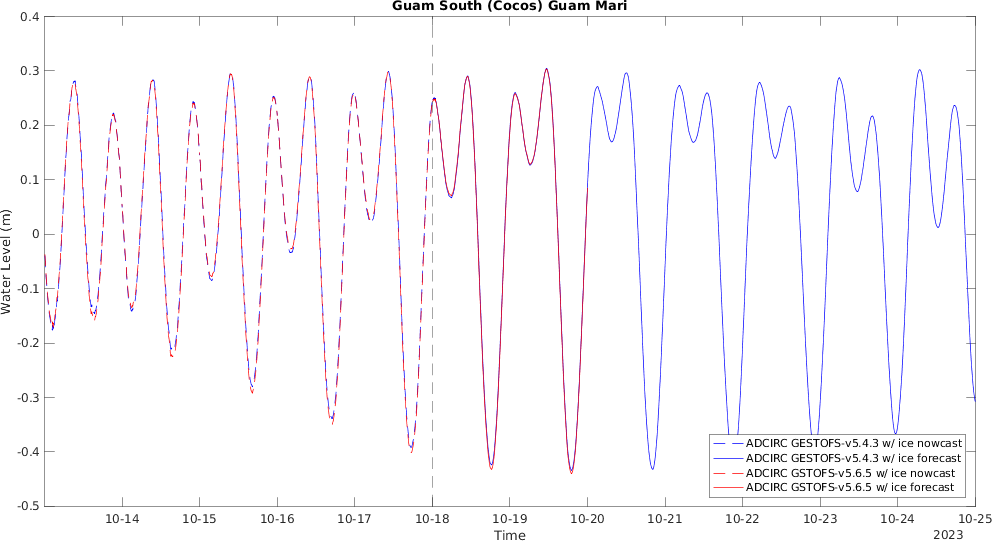 Guam South (Cocos) Guam Mari
0.4
0.3
0.2
0.1
0
-0.1
-0.2
-0.3
-0.4
-0.5
Water Level (m)
ADCIRC GESTOFS-v5.4.3 w/ ice nowcast
ADCIRC GESTOFS-v5.4.3 w/ ice forecast
ADCIRC GSTOFS-v5.6.5 w/ ice nowcast
ADCIRC GSTOFS-v5.6.5 w/ ice forecast
10-14 10-15 10-16 10-17 10-18 10-19 10-20 10-21 10-22 10-23 10-24 10-25
Time
2023